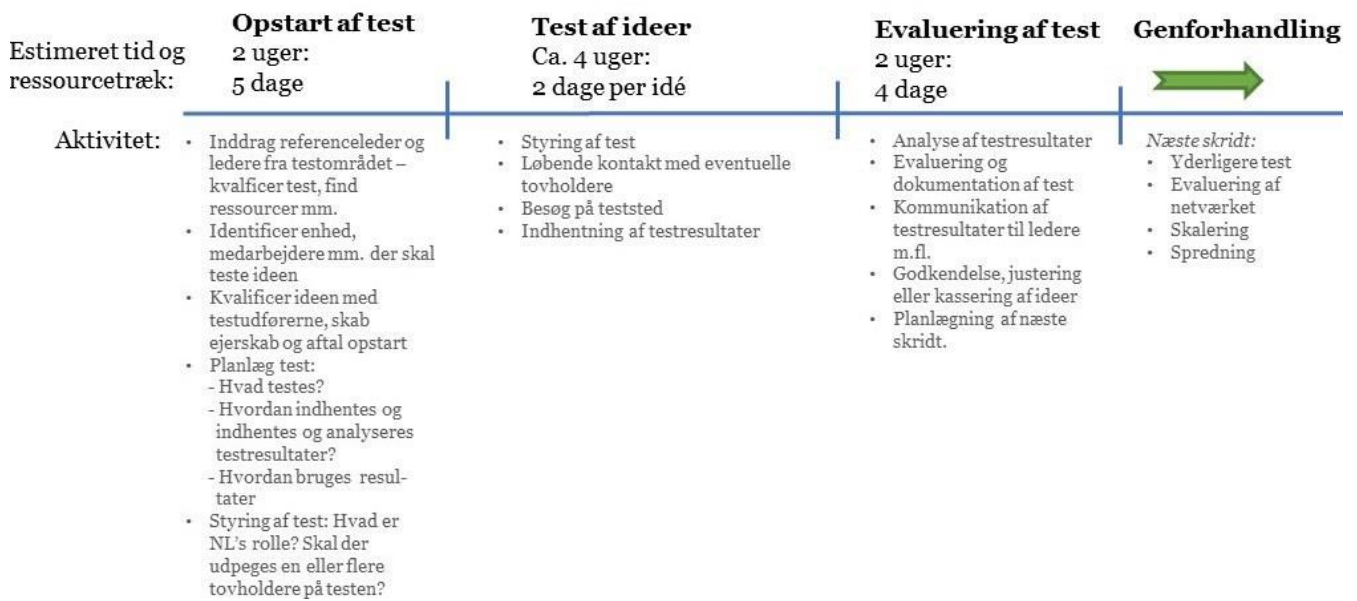 Estimeret tid og
ressourcetræk:
Opstart af test
2 uger:
5 dage
Test af ideer
Ca. 4 uger:
2 dage per idé
Evaluering af test
2 uger:
4 dage
Genforhandling
Aktivitet:
• Inddrag referenceleder og
ledere fra testområdet –
kvalficer test, find
ressourcer mm.
• Identificer enhed,
medarbejdere mm. der skal
teste ideen
• Kvalificer ideen med
testudførerne, skab
ejerskab og aftal opstart
• Planlæg test:
- Hvad testes?
- Hvordan indhentes og
indhentes og analyseres
testresultater?
- Hvordan bruges resul-
tater
• Styring af test: Hvad er
NL's rolle? Skal der
udpeges en eller flere
tovholdere på testen?
• Styring af test
• Løbende kontakt med eventuelle
tovholdere
• Besøg på teststed
• Indhentning af testresultater
• Analyse af testresultater
• Evaluering og
dokumentation af test
• Kommunikation af
testresultater til ledere
m.fl.
• Godkendelse, justering
eller kassering af ideer
• Planlægning af næste
skridt.
Næste skridt:
• Yderligere test
• Evaluering af
netværket
• Skalering
• Spredning